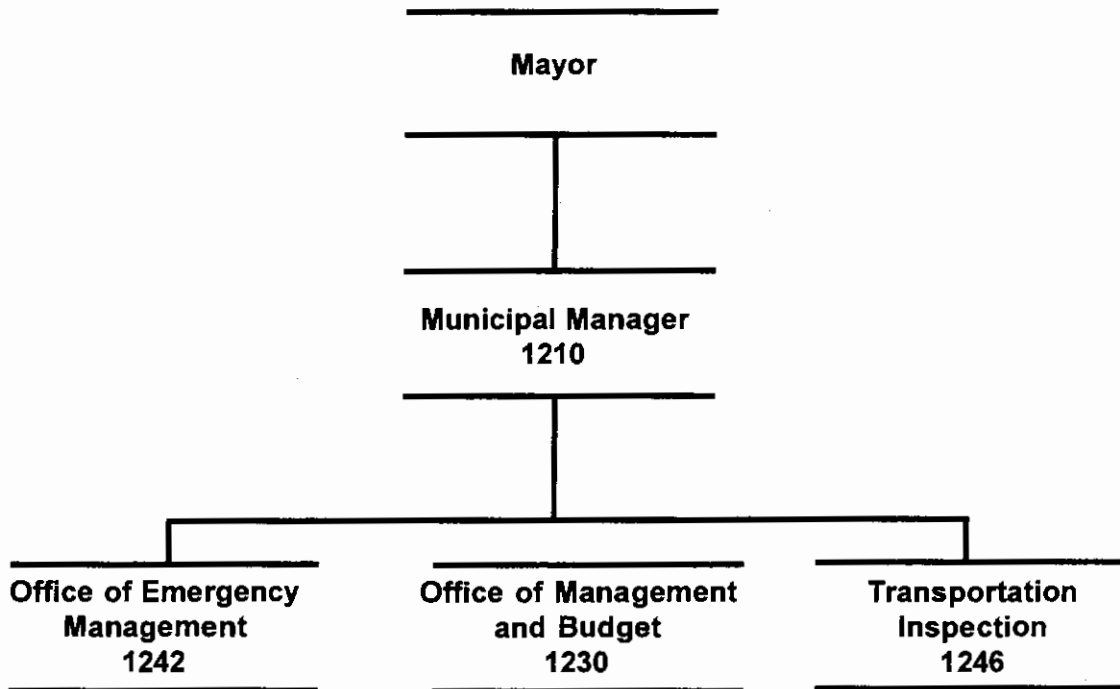 Mayor
Municipal Manager
1210
Office of Emergency
Management
1242
Office of Management
and Budget
1230
Transportation
Inspection
1246